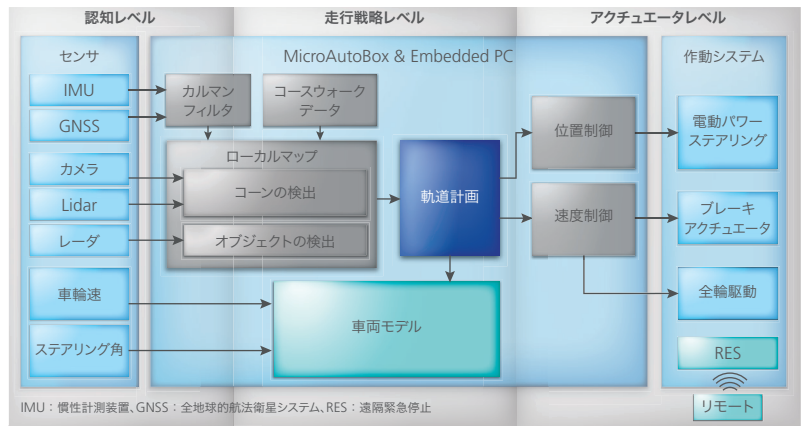 認知レベル
走行戦略レベル
アクチュエータレベル
センサ
MicroAutoBox & Embedded PC
作動システム
IMU
GNSS
カメラ
Lidar
レーダ
車輪速
ステアリング角
カルマン
フィルタ
コースウォーク
データ
ローカルマップ
コーンの検出
オブジェクトの検出
軌道計画
車両モデル
位置制御
速度制御
電動パワー
ステアリング
ブレーキ
アクチュエータ
全輪駆動
RES
リモート
IMU：慣性計測装置、GNSS：全地球的航法衛星システム、RES：遠隔緊急停止